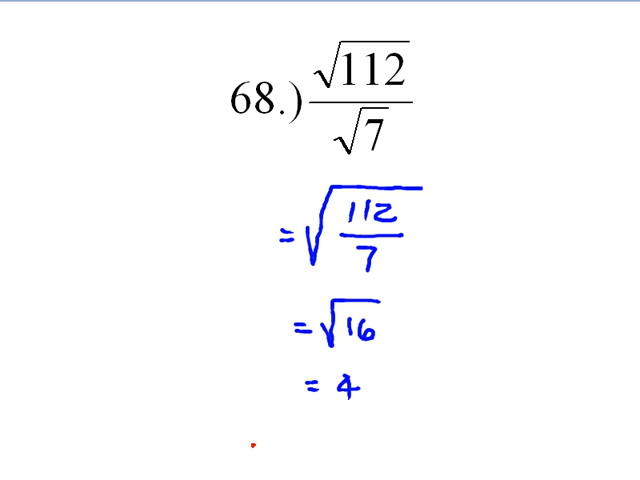 68.) √112 / √7
= √(112/7)
= √16
= 4